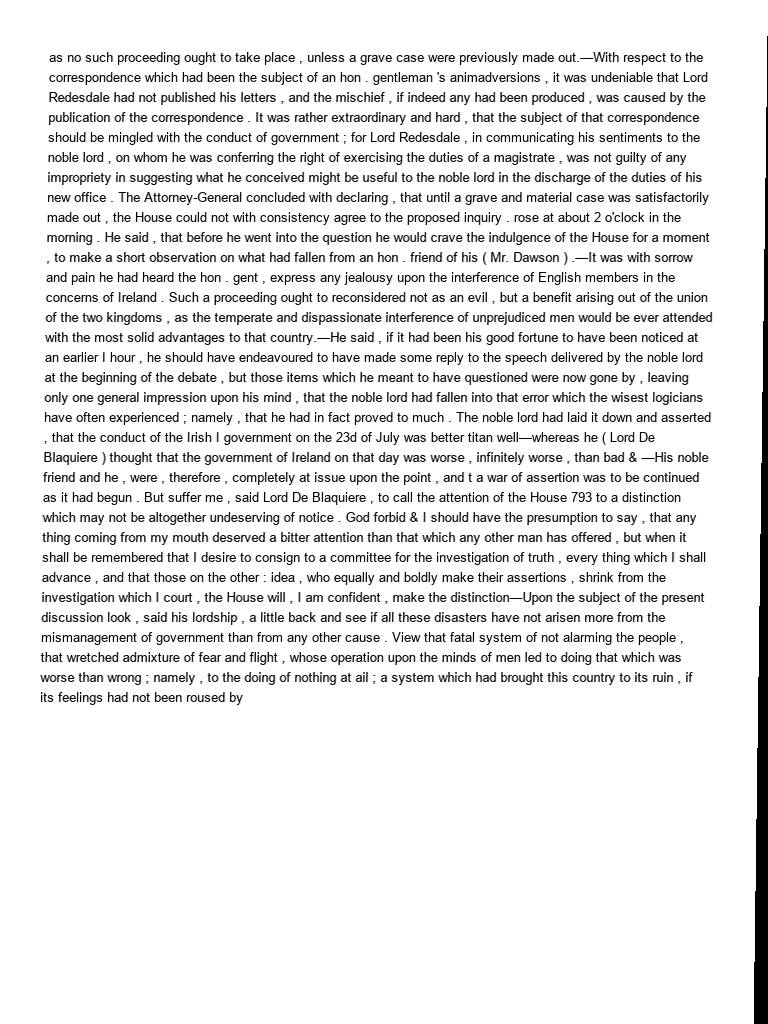 as no such proceeding ought to take place , unless a grave case were previously made out.—With respect to the
correspondence which had been the subject of an hon . gentleman 's animadversions , it was undeniable that Lord
Redesdale had not published his letters , and the mischief , if indeed any had been produced , was caused by the
publication of the correspondence . It was rather extraordinary and hard , that the subject of that correspondence
should be mingled with the conduct of government ; for Lord Redesdale , in communicating his sentiments to the
noble lord , on whom he was conferring the right of exercising the duties of a magistrate , was not guilty of any
impropriety in suggesting what he conceived might be useful to the noble lord in the discharge of the duties of his
new office . The Attorney-General concluded with declaring , that until a grave and material case was satisfactorily
made out , the House could not with consistency agree to the proposed inquiry . rose at about 2 o'clock in the
morning . He said , that before he went into the question he would crave the indulgence of the House for a moment
, to make a short observation on what had fallen from an hon . friend of his ( Mr. Dawson ) .—It was with sorrow
and pain he had heard the hon . gent , express any jealousy upon the interference of English members in the
concerns of Ireland . Such a proceeding ought to reconsidered not as an evil , but a benefit arising out of the union
of the two kingdoms , as the temperate and dispassionate interference of unprejudiced men would be ever attended
with the most solid advantages to that country.—He said , if it had been his good fortune to have been noticed at
an earlier I hour , he should have endeavoured to have made some reply to the speech delivered by the noble lord
at the beginning of the debate , but those items which he meant to have questioned were now gone by , leaving
only one general impression upon his mind , that the noble lord had fallen into that error which the wisest logicians
have often experienced ; namely , that he had in fact proved to much . The noble lord had laid it down and asserted
, that the conduct of the Irish I government on the 23d of July was better titan well—whereas he ( Lord De
Blaquiere ) thought that the government of Ireland on that day was worse , infinitely worse , than bad & —His noble
friend and he , were , therefore , completely at issue upon the point , and t a war of assertion was to be continued
as it had begun . But suffer me , said Lord De Blaquiere , to call the attention of the House 793 to a distinction
which may not be altogether undeserving of notice . God forbid & I should have the presumption to say , that any
thing coming from my mouth deserved a bitter attention than that which any other man has offered , but when it
shall be remembered that I desire to consign to a committee for the investigation of truth , every thing which I shall
advance , and that those on the other : idea , who equally and boldly make their assertions , shrink from the
investigation which I court , the House will , I am confident , make the distinction—Upon the subject of the present
discussion look , said his lordship , a little back and see if all these disasters have not arisen more from the
mismanagement of government than from any other cause . View that fatal system of not alarming the people ,
that wretched admixture of fear and flight , whose operation upon the minds of men led to doing that which was
worse than wrong ; namely , to the doing of nothing at ail ; a system which had brought this country to its ruin , if
its feelings had not been roused by